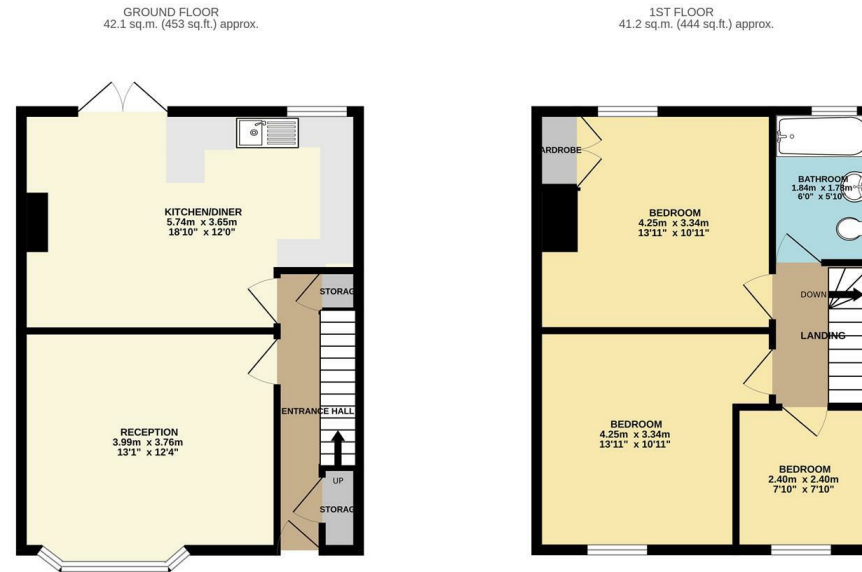 GROUND FLOOR
42.1 sq.m. (453 sq.ft.) approx.
KITCHEN/DINER
5.74m x 3.65m
18'10" x 12'0"
STORAG
ENTRANCE HALL
RECEPTION
3.99m x 3.76m
13'1" x 12'4"
UP
STORAG
1ST FLOOR
41.2 sq.m. (444 sq.ft.) approx.
ARDROBE
BEDROOM
4.25m x 3.34m
13'11" x 10'11"
BATHROOM
1.84m x 1.78m
6'0" x 5'10"
DOWN
LANDING
BEDROOM
4.25m x 3.34m
13'11" x 10'11"
BEDROOM
2.40m x 2.40m
7'10" x 7'10"